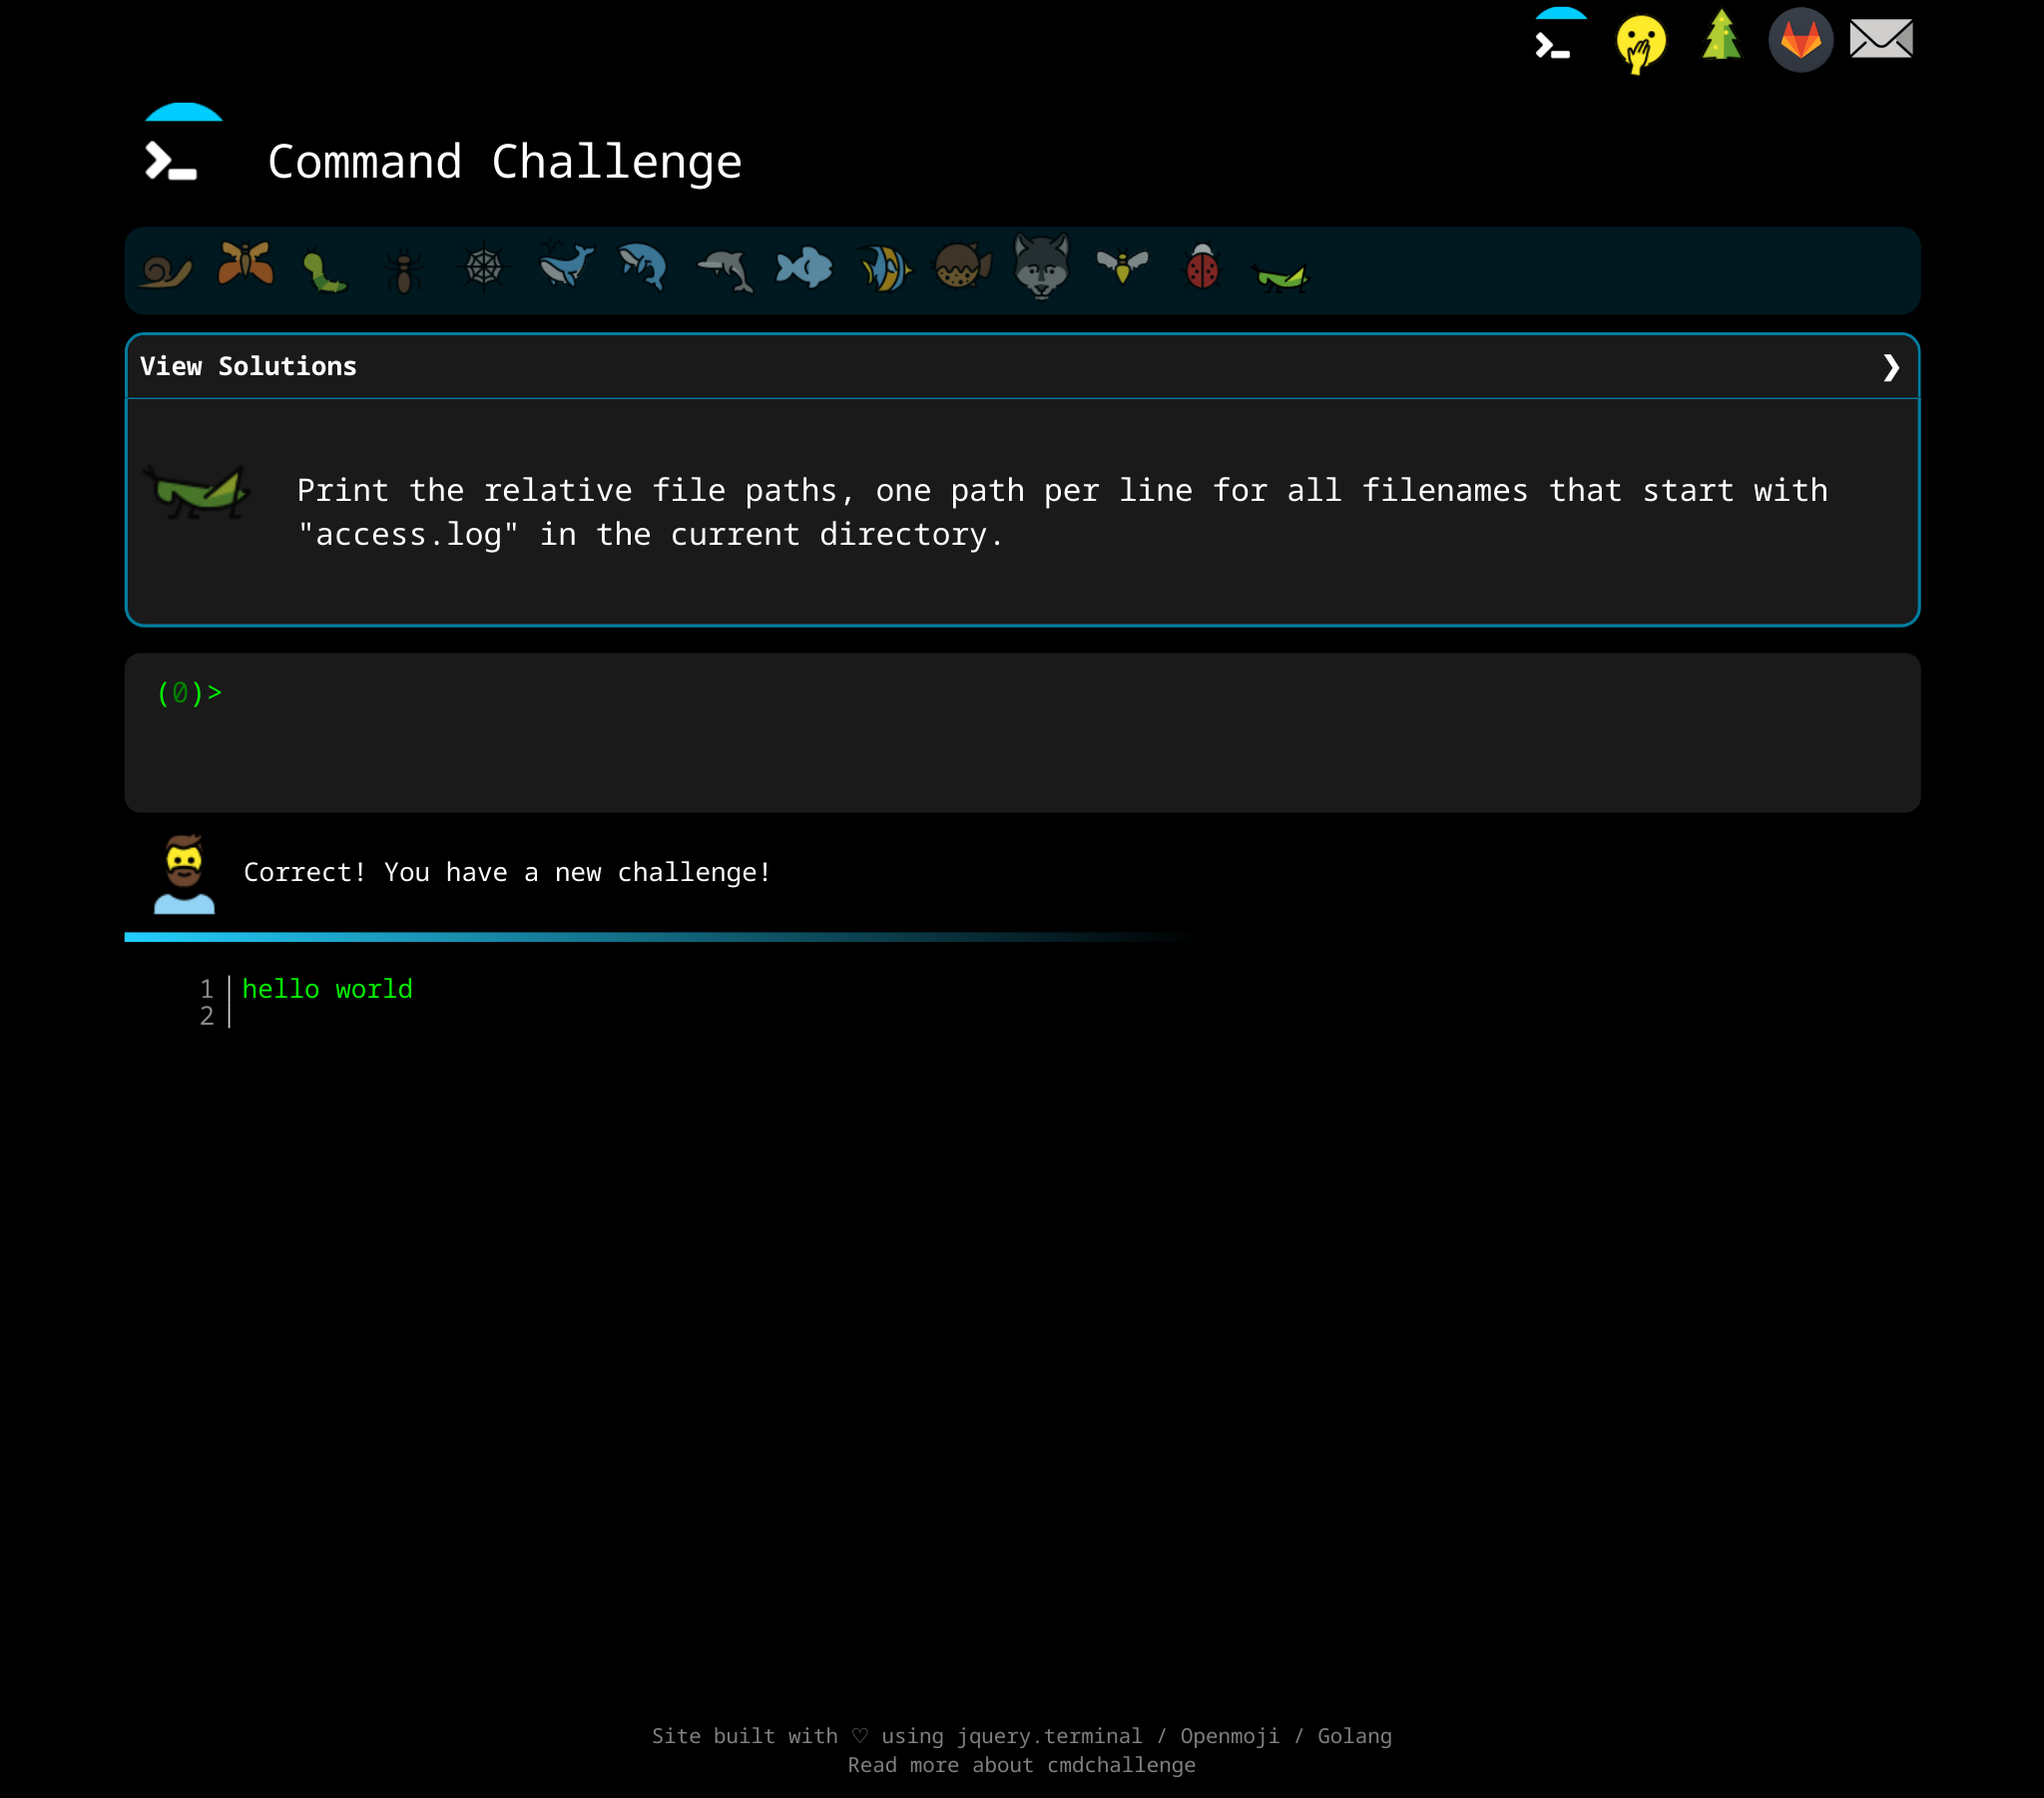 Command Challenge
View Solutions
Print the relative file paths, one path per line for all filenames that start with
"access.log" in the current directory.
(0)>
Correct! You have a new challenge!
1 hello world
2
Site built with ♡ using jquery.terminal / Openmoji / Golang
Read more about cmdchallenge